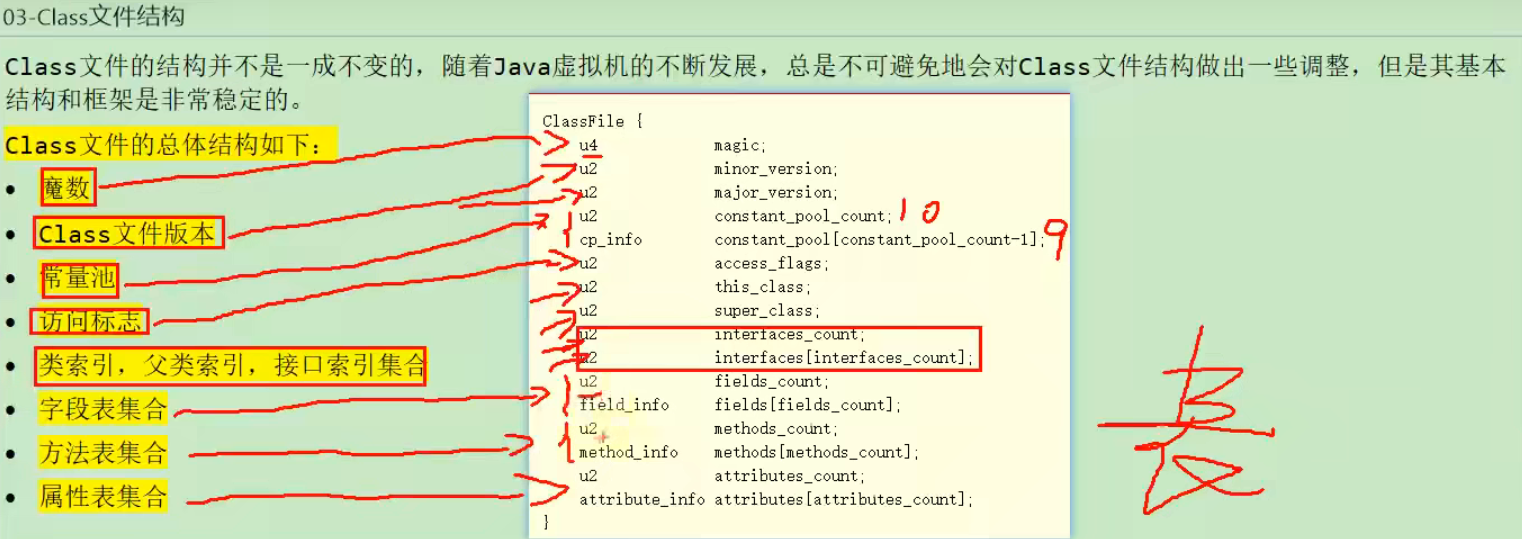 03-Class文件结构
Class文件的结构并不是一成不变的，随着Java虚拟机的不断发展，总是不可避免地会对Class文件结构做出一些调整，但是其基本
结构和框架是非常稳定的。
Class文件的总体结构如下：
• 魔数
• Class文件版本
• 常量池
• 访问标志
• 类索引，父类索引，接口索引集合
• 字段表集合
• 方法表集合
• 属性表集合
ClassFile {
u4 magic;
u2 minor_version;
u2 major_version;
u2 constant_pool_count; 10
cp_info constant_pool[constant_pool_count-1]; 9
u2 access_flags;
u2 this_class;
u2 super_class;
u2 interfaces_count;
u2 interfaces[interfaces_count];
u2 fields_count;
field_info fields[fields_count];
u2 methods_count;
method_info methods[methods_count];
u2 attributes_count;
attribute_info attributes[attributes_count];
}